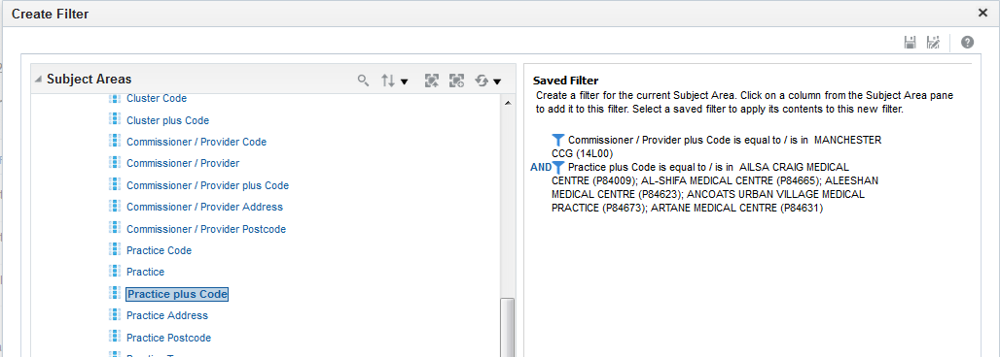 Create Filter
Subject Areas
Cluster Code
Cluster plus Code
Commissioner / Provider Code
Commissioner / Provider
Commissioner / Provider plus Code
Commissioner / Provider Address
Commissioner / Provider Postcode
Practice Code
Practice
Practice plus Code
Practice Address
Practice Postcode
Saved Filter
Create a filter for the current Subject Area. Click on a column from the Subject Area pane
to add it to this filter. Select a saved filter to apply its contents to this new filter.
Commissioner / Provider plus Code is equal to / is in MANCHESTER
CCG (14L00)
AND Practice plus Code is equal to / is in AILSA CRAIG MEDICAL
CENTRE (P84009); AL-SHIFA MEDICAL CENTRE (P84665); ALEESHAN
MEDICAL CENTRE (P84623); ANCOATS URBAN VILLAGE MEDICAL
PRACTICE (P84673); ARTANE MEDICAL CENTRE (P84631)